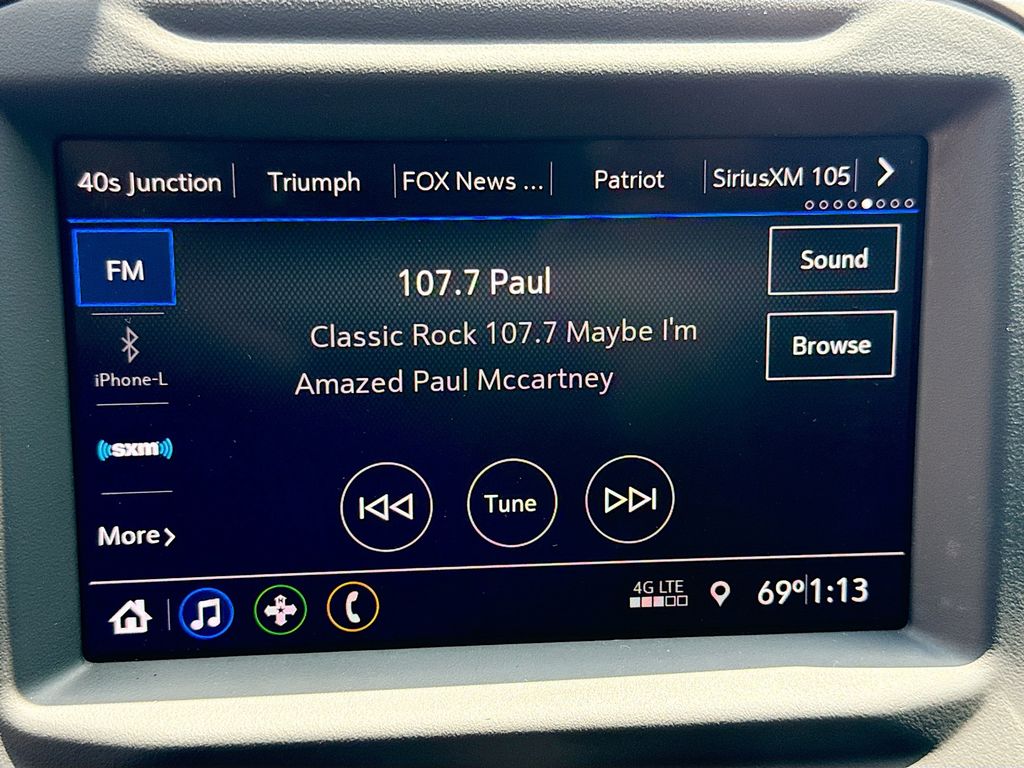 40s Junction
Triumph
FOX News ...
Patriot
SiriusXM 105
FM
107.7 Paul
Sound
Classic Rock 107.7 Maybe I'm
Browse
iPhone-L
Amazed Paul Mccartney
sxm
Tune
More
4G LTE
69° 1:13